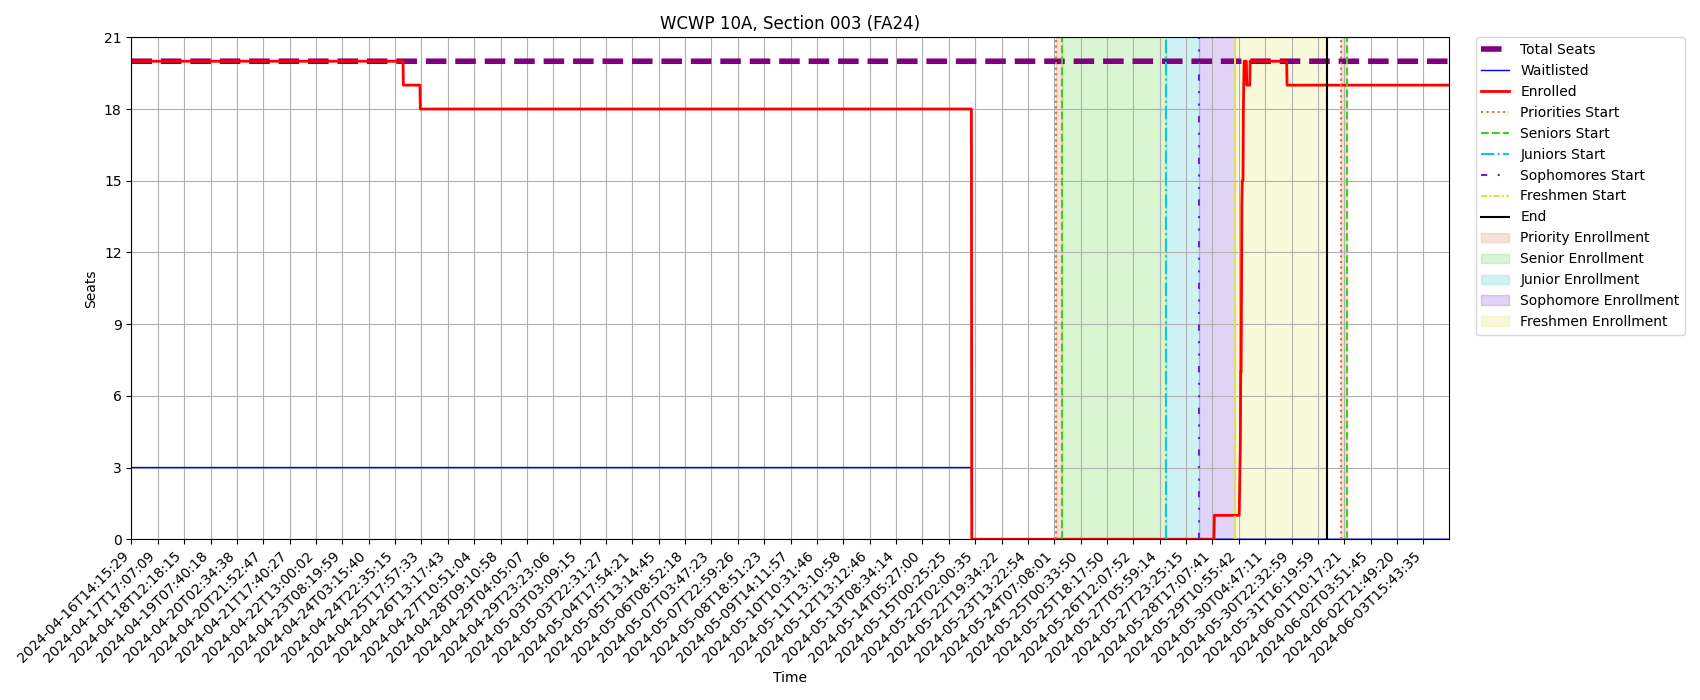 WCWP 10A, Section 003 (FA24)
21
18
15
12
9
6
3
0
Seats
2024-04-16T14:15:29
2024-04-17T17:07:09
2024-04-18T12:18:15
2024-04-19T07:40:18
2024-04-20T02:34:38
2024-04-20T21:52:47
2024-04-21T17:40:27
2024-04-22T13:00:02
2024-04-23T08:19:59
2024-04-24T03:15:40
2024-04-24T22:35:15
2024-04-25T17:57:33
2024-04-26T13:17:43
2024-04-27T10:51:04
2024-04-28T09:10:58
2024-04-29T04:05:07
2024-04-29T23:23:06
2024-05-03T03:09:15
2024-05-03T22:31:27
2024-05-04T17:54:21
2024-05-05T13:14:45
2024-05-06T08:52:18
2024-05-07T03:47:23
2024-05-07T22:59:26
2024-05-08T18:51:23
2024-05-09T14:11:57
2024-05-10T10:31:46
2024-05-11T13:10:58
2024-05-12T13:12:46
2024-05-13T08:34:14
2024-05-14T05:27:00
2024-05-15T00:25:25
2024-05-22T02:00:35
2024-05-22T19:34:22
2024-05-23T13:22:54
2024-05-24T07:08:01
2024-05-25T00:33:50
2024-05-25T18:17:50
2024-05-26T12:07:52
2024-05-27T05:59:14
2024-05-27T23:25:15
2024-05-28T17:07:41
2024-05-29T10:55:42
2024-05-30T04:47:11
2024-05-30T22:32:59
2024-05-31T16:19:59
2024-06-01T10:17:21
2024-06-02T03:51:45
2024-06-02T21:49:20
2024-06-03T15:43:35
Time
Total Seats
Waitlisted
Enrolled
Priorities Start
Seniors Start
Juniors Start
Sophomores Start
Freshmen Start
End
Priority Enrollment
Senior Enrollment
Junior Enrollment
Sophomore Enrollment
Freshmen Enrollment